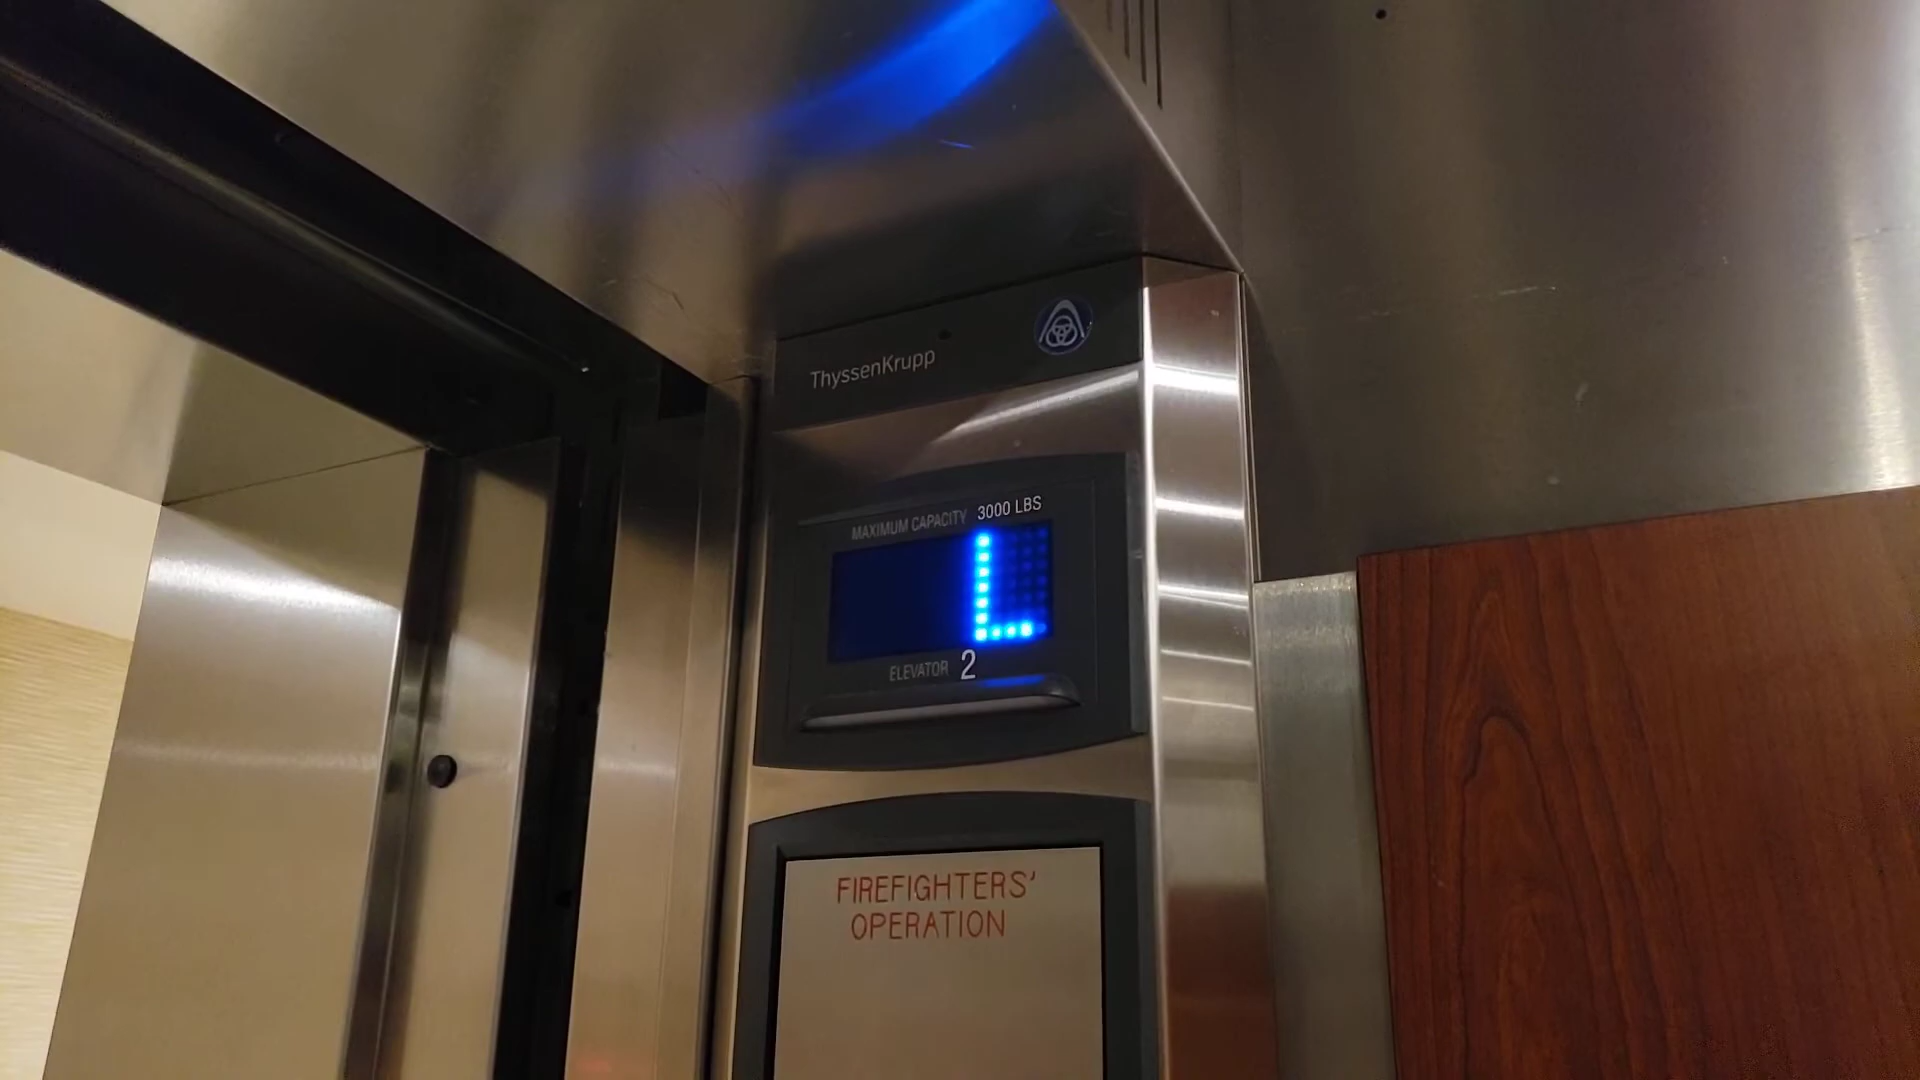 ThyssenKrupp
MAXIMUM CAPACITY 3000 LBS
L
ELEVATOR 2
FIREFIGHTERS'
OPERATION